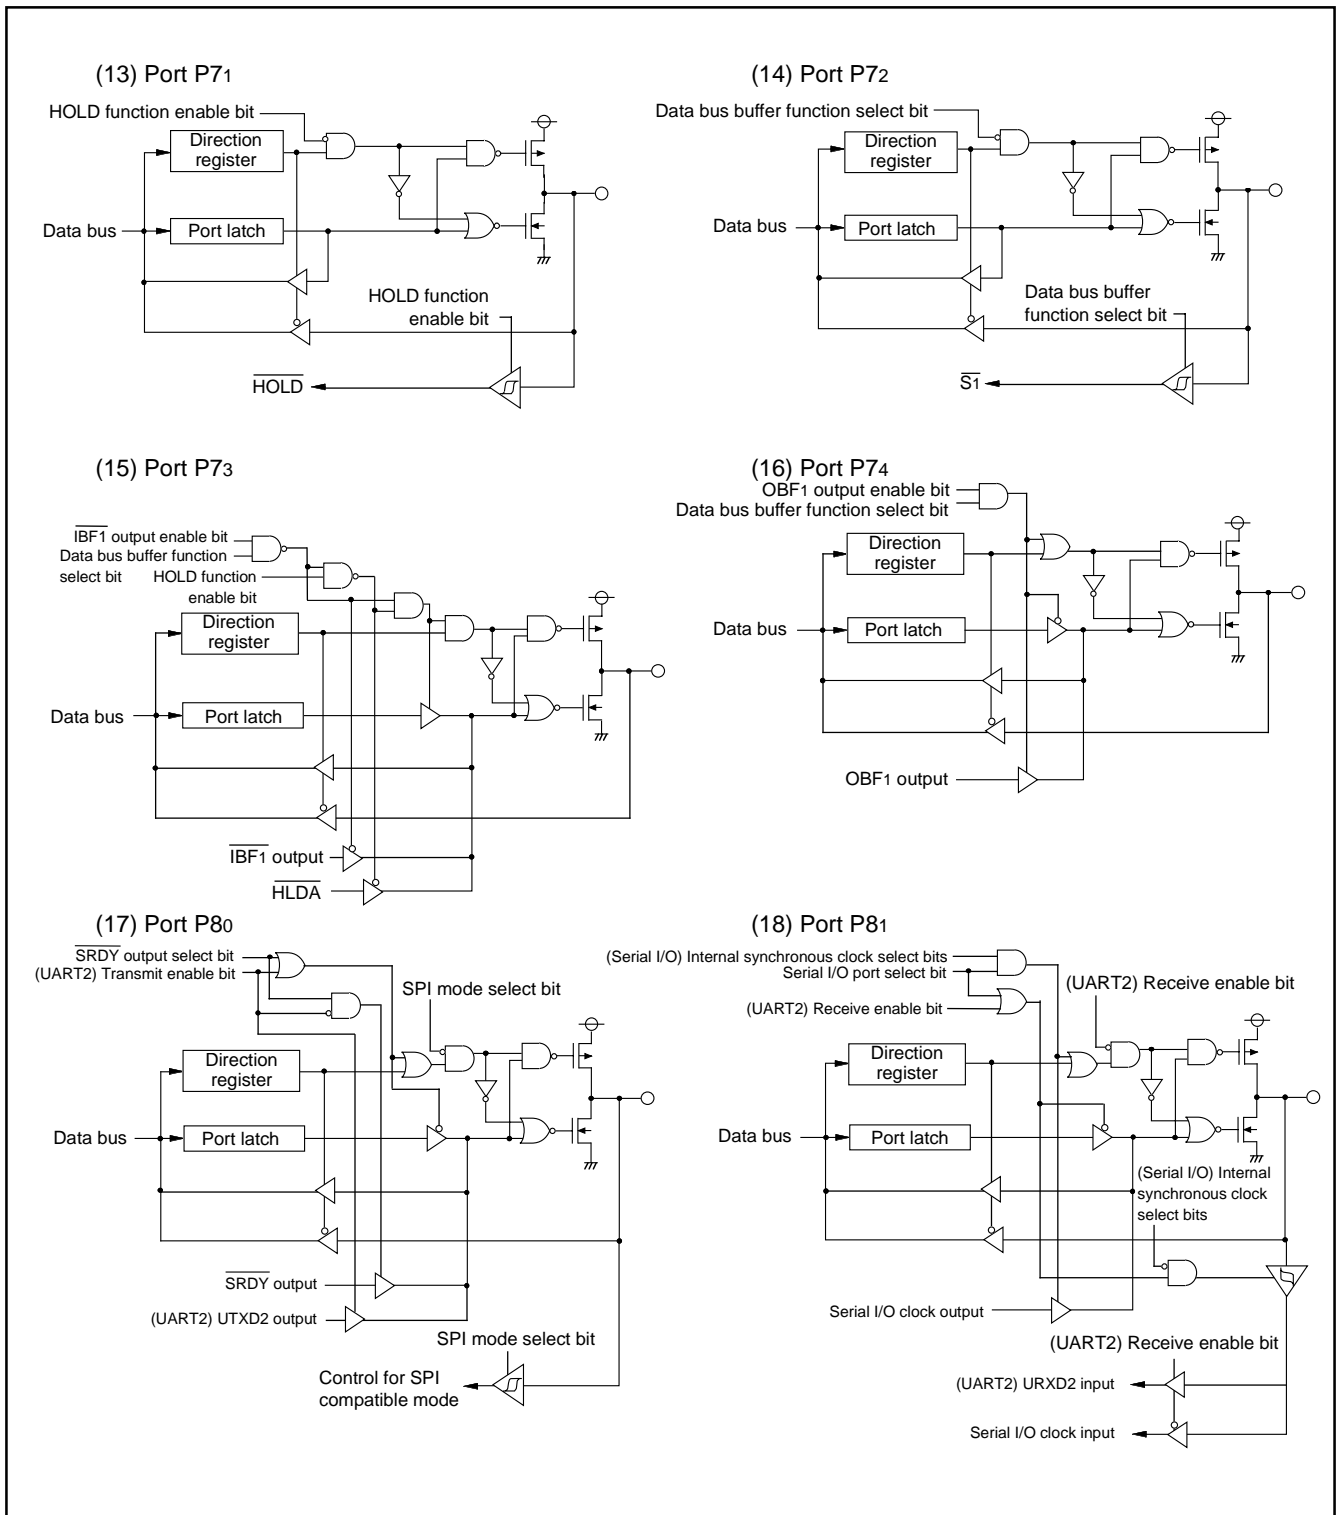 (13) Port P71
HOLD function enable bit
Direction
register
Data bus
Port latch
HOLD function
enable bit
HOLD
(14) Port P72
Data bus buffer function select bit
Direction
register
Data bus
Port latch
Data bus buffer
function select bit
S1
(15) Port P73
IBF1 output enable bit
Data bus buffer function
select bit
HOLD function
enable bit
Direction
register
Data bus
Port latch
IBF1 output
HLDA
(16) Port P74
OBF1 output enable bit
Data bus buffer function select bit
Direction
register
Data bus
Port latch
OBF1 output
(17) Port P80
SRDY output select bit
(UART2) Transmit enable bit
SPI mode select bit
Direction
register
Data bus
Port latch
SRDY output
(UART2) UTXD2 output
SPI mode select bit
Control for SPI
compatible mode
(18) Port P81
(Serial I/O) Internal synchronous clock select bits
Serial I/O port select bit
(UART2) Receive enable bit
(UART2) Receive enable bit
Direction
register
Data bus
Port latch
(Serial I/O) Internal
synchronous clock
select bits
Serial I/O clock output
(UART2) Receive enable bit
(UART2) URXD2 input
Serial I/O clock input